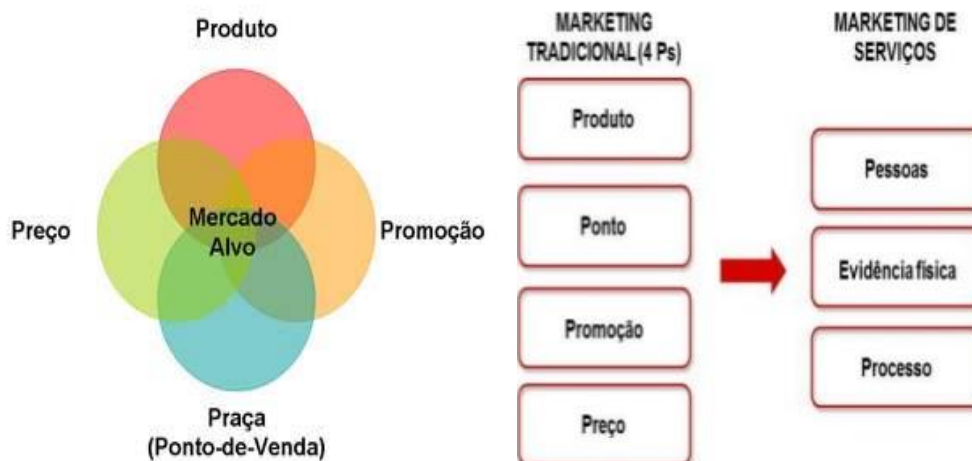 Produto
Preço
Mercado
Alvo
Promoção
Praça
(Ponto-de-Venda)
MARKETING
TRADICIONAL (4 Ps)
Produto
Ponto
Promoção
Preço
MARKETING DE
SERVIÇOS
Pessoas
Evidência física
Processo